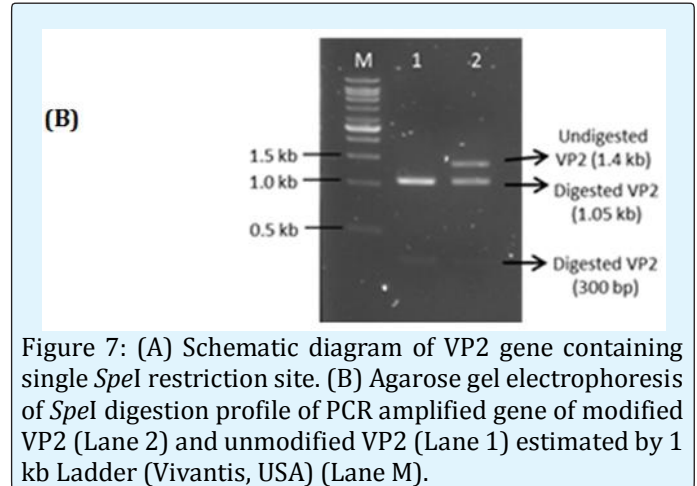 M 1 2
(B)
Undigested
VP2 (1.4 kb)
1.5 kb
1.0 kb
Digested VP2
(1.05 kb)
0.5 kb
Digested VP2
(300 bp)
Figure 7: (A) Schematic diagram of VP2 gene containing
single SpeI restriction site. (B) Agarose gel electrophoresis
of SpeI digestion profile of PCR amplified gene of modified
VP2 (Lane 2) and unmodified VP2 (Lane 1) estimated by 1
kb Ladder (Vivantis, USA) (Lane M).